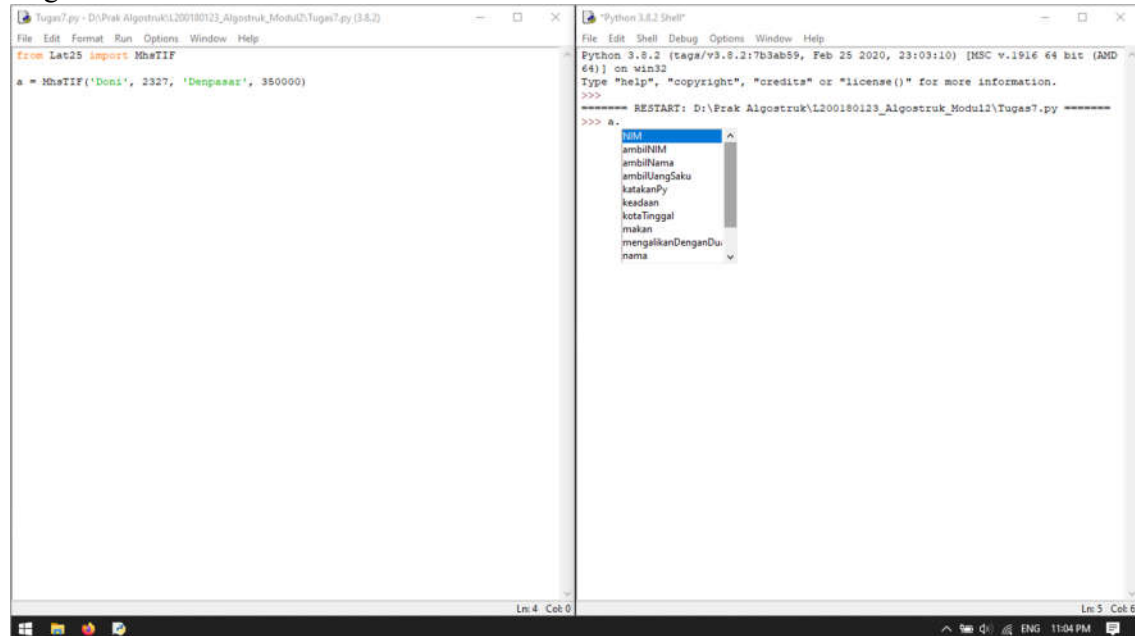 Tugas7.py - D:\Prak Algostruk\L200180123_Algostruk_Modul2\Tugas7.py (3.8.2)
File Edit Format Run Options Window Help
from Lat25 import MhsTIF
a = MhsTIF('Doni', 2327, 'Denpasar', 350000)
Ln: 4 Col: 0
*Python 3.8.2 Shell*
File Edit Shell Debug Options Window Help
Python 3.8.2 (tags/v3.8.2:7b3ab59, Feb 25 2020, 23:03:10) [MSC v.1916 64 bit (AMD
64)] on win32
Type "help", "copyright", "credits" or "license()" for more information.
>>>
======= RESTART: D:\Prak Algostruk\L200180123_Algostruk_Modul2\Tugas7.py =======
>>> a.
NIM
ambilNIM
ambilNama
ambilUangSaku
katakanPy
keadaan
kotaTinggal
makan
mengalikanDenganDu
nama
Ln: 5 Col: 6
ENG 11:04 PM